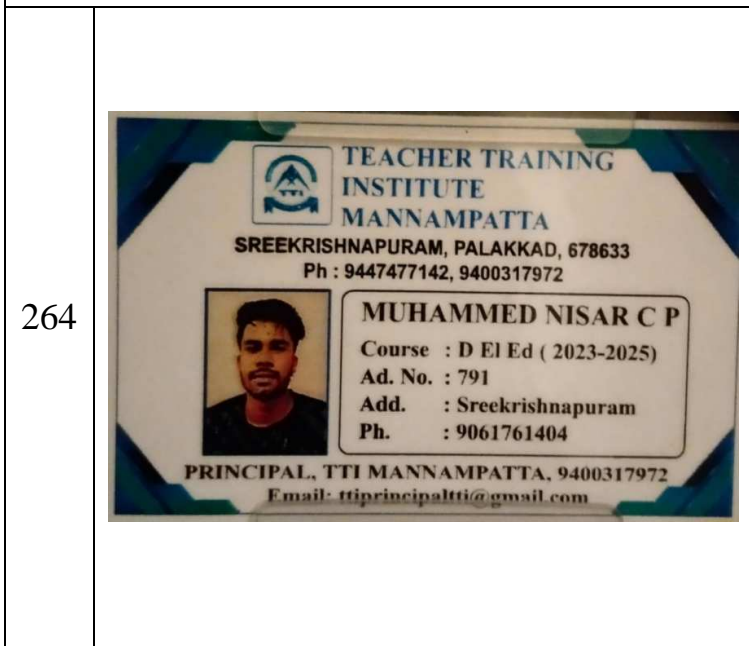 264
TTI
TEACHER TRAINING
INSTITUTE
MANNAMPATTA
SREEKRISHNAPURAM, PALAKKAD, 678633
Ph : 9447477142, 9400317972
MUHAMMED NISAR C P
Course : D El Ed ( 2023-2025)
Ad. No. : 791
Add. : Sreekrishnapuram
Ph. : 9061761404
PRINCIPAL, TTI MANNAMPATTA, 9400317972
Email: ttiprincipaltti@gmail.com